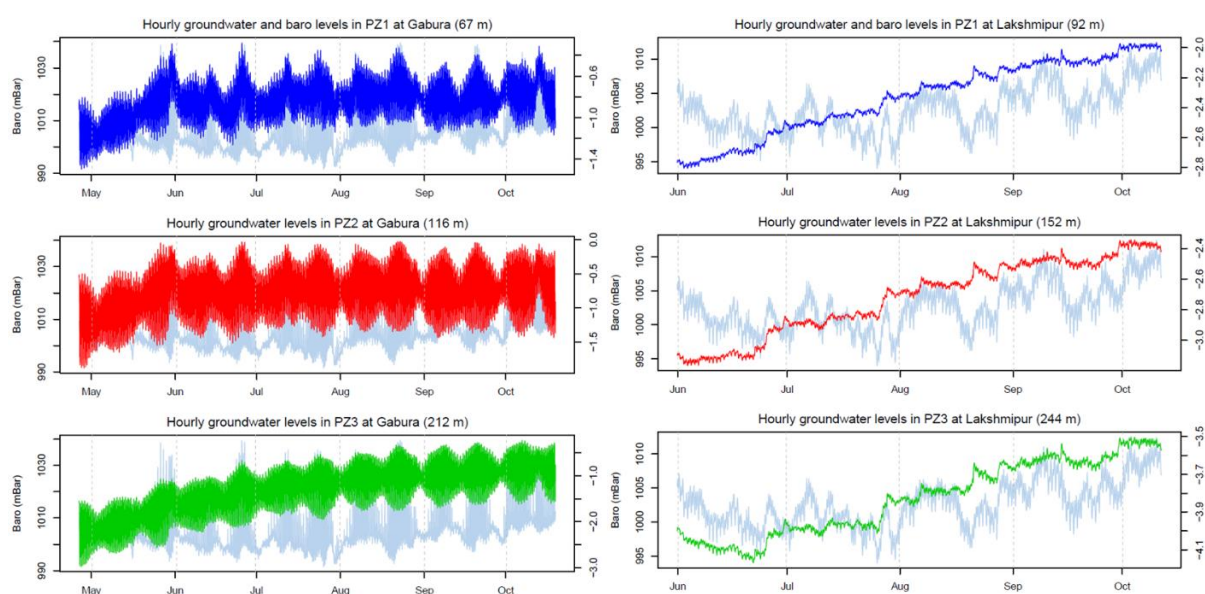 Hourly groundwater and baro levels in PZ1 at Gabura (67 m)
Baro (mBar)
990 1010 1030
−1.4 −1.0 −0.6
May Jun Jul Aug Sep Oct
Hourly groundwater and baro levels in PZ1 at Lakshmipur (92 m)
Baro (mBar)
995 1000 1005 1010
−2.8 −2.6 −2.4 −2.2 −2.0
Jun Jul Aug Sep Oct
Hourly groundwater levels in PZ2 at Gabura (116 m)
Baro (mBar)
990 1010 1030
−1.5 −1.0 −0.5 0.0
May Jun Jul Aug Sep Oct
Hourly groundwater levels in PZ2 at Lakshmipur (152 m)
Baro (mBar)
995 1000 1005 1010
−3.0 −2.8 −2.6 −2.4
Jun Jul Aug Sep Oct
Hourly groundwater levels in PZ3 at Gabura (212 m)
Baro (mBar)
990 1010 1030
−3.0 −2.0 −1.0
May Jun Jul Aug Sep Oct
Hourly groundwater levels in PZ3 at Lakshmipur (244 m)
Baro (mBar)
995 1000 1005 1010
−4.1 −3.9 −3.7 −3.5
Jun Jul Aug Sep Oct